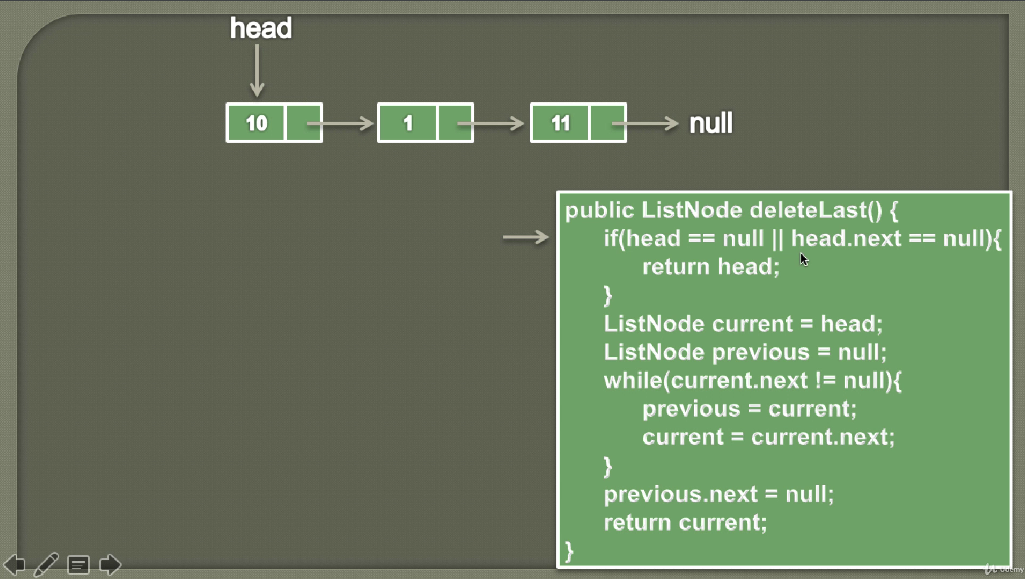 head
10 1 11 null
public ListNode deleteLast() {
if(head == null || head.next == null){
return head;
}
ListNode current = head;
ListNode previous = null;
while(current.next != null){
previous = current;
current = current.next;
}
previous.next = null;
return current;
}
Udemy